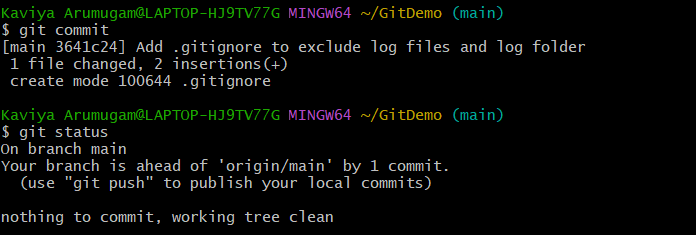 Kaviya Arumugam@LAPTOP-HJ9TV77G MINGW64 ~/GitDemo (main)
$ git commit
[main 3641c24] Add .gitignore to exclude log files and log folder
 1 file changed, 2 insertions(+)
 create mode 100644 .gitignore

Kaviya Arumugam@LAPTOP-HJ9TV77G MINGW64 ~/GitDemo (main)
$ git status
On branch main
Your branch is ahead of 'origin/main' by 1 commit.
  (use "git push" to publish your local commits)

nothing to commit, working tree clean